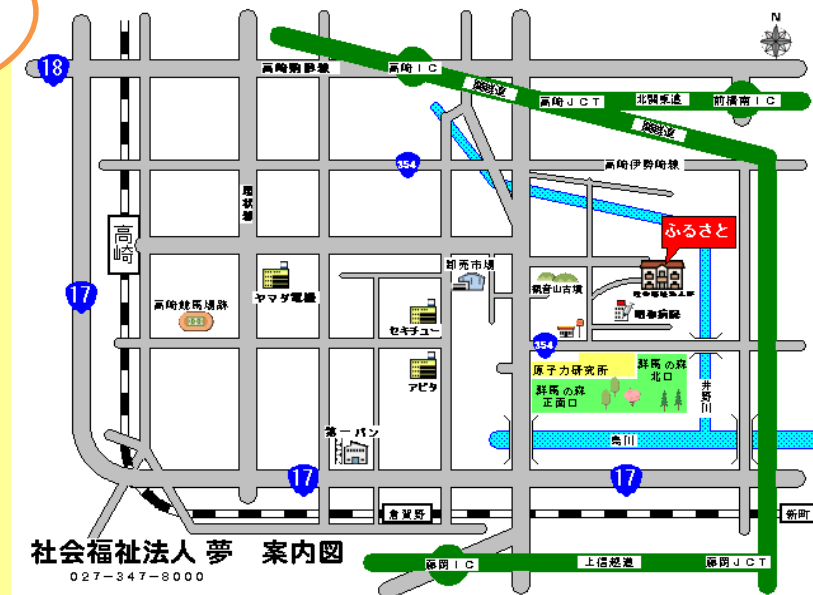 N
18
高崎駒形線
高崎IC
関越道
高崎JCT
北関東道
前橋南IC
関越道
354
高崎伊勢崎線
環状線
高崎
ふるさと
卸売市場
ヤマダ電機
観音山古墳
17
高崎競馬場跡
昭和病院
セキチュー
354
原子力研究所
群馬の森
北口
アピタ
群馬の森
正面口
井野川
第一パン
烏川
17
17
倉賀野
新町
社会福祉法人 夢 案内図
027-347-8000
藤岡IC
上信越道
藤岡JCT